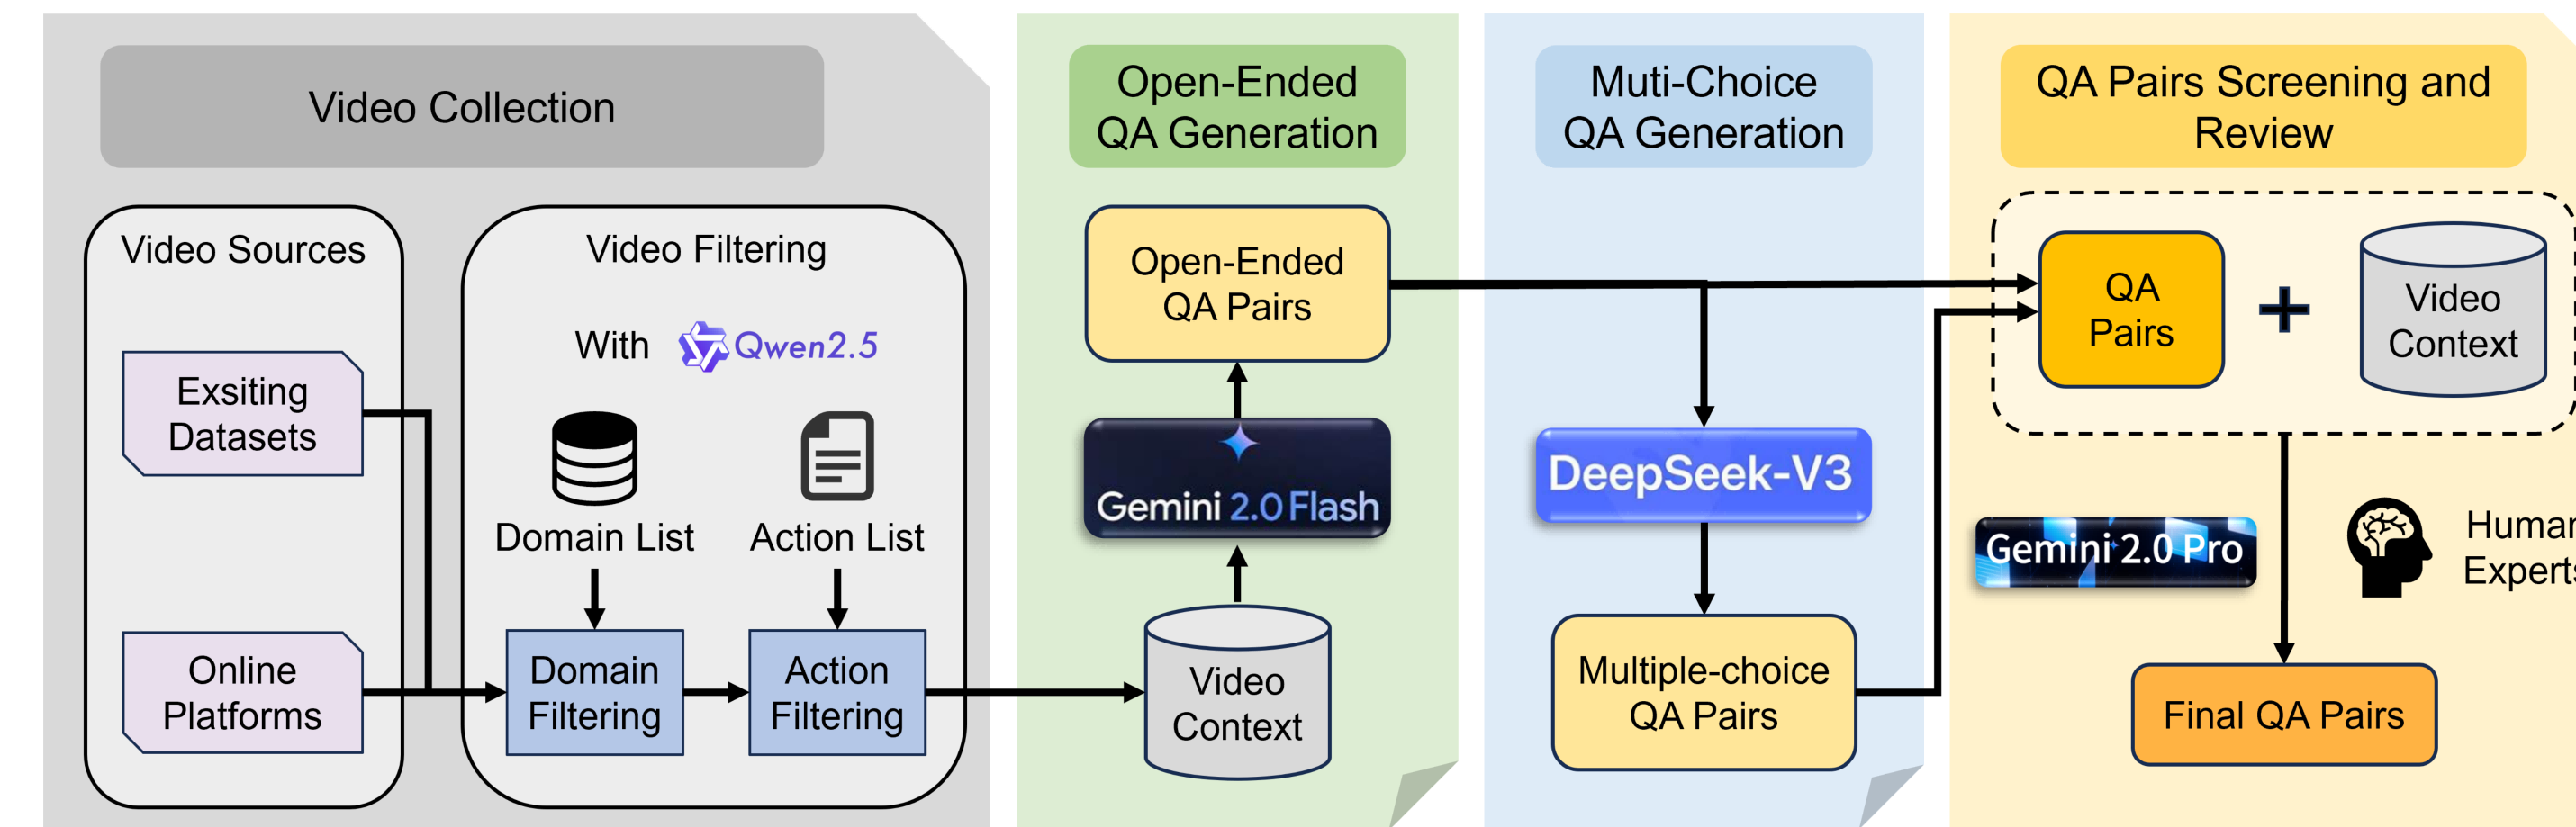 Video Collection
Video Sources
Exsiting
Datasets
Online
Platforms
Video Filtering
With Qwen2.5
Domain List
Action List
Domain
Filtering
Action
Filtering
Open-Ended
QA Generation
Open-Ended
QA Pairs
Gemini 2.0 Flash
Video
Context
Muti-Choice
QA Generation
DeepSeek-V3
Multiple-choice
QA Pairs
QA Pairs Screening and
Review
QA
Pairs
+
Video
Context
Gemini 2.0 Pro
Human
Experts
Final QA Pairs